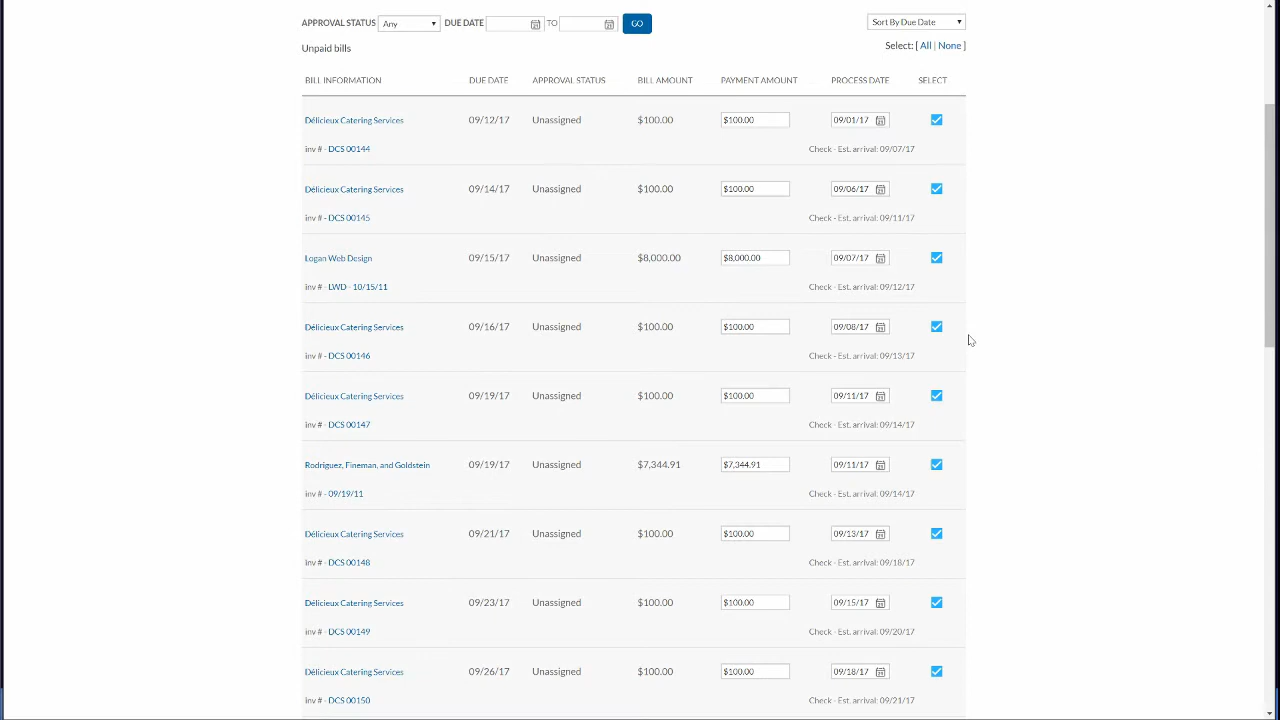 APPROVAL STATUS Any DUE DATE TO GO Sort By Due Date
Unpaid bills Select: [ All | None ]
BILL INFORMATION DUE DATE APPROVAL STATUS BILL AMOUNT PAYMENT AMOUNT PROCESS DATE SELECT
Délicieux Catering Services 09/12/17 Unassigned $100.00 $100.00 09/01/17
inv # - DCS 00144 Check - Est. arrival: 09/07/17
Délicieux Catering Services 09/14/17 Unassigned $100.00 $100.00 09/06/17
inv # - DCS 00145 Check - Est. arrival: 09/11/17
Logan Web Design 09/15/17 Unassigned $8,000.00 $8,000.00 09/07/17
inv # - LWD - 10/15/11 Check - Est. arrival: 09/12/17
Délicieux Catering Services 09/16/17 Unassigned $100.00 $100.00 09/08/17
inv # - DCS 00146 Check - Est. arrival: 09/13/17
Délicieux Catering Services 09/19/17 Unassigned $100.00 $100.00 09/11/17
inv # - DCS 00147 Check - Est. arrival: 09/14/17
Rodriguez, Fineman, and Goldstein 09/19/17 Unassigned $7,344.91 $7,344.91 09/11/17
inv # - 09/19/11 Check - Est. arrival: 09/14/17
Délicieux Catering Services 09/21/17 Unassigned $100.00 $100.00 09/13/17
inv # - DCS 00148 Check - Est. arrival: 09/18/17
Délicieux Catering Services 09/23/17 Unassigned $100.00 $100.00 09/15/17
inv # - DCS 00149 Check - Est. arrival: 09/20/17
Délicieux Catering Services 09/26/17 Unassigned $100.00 $100.00 09/18/17
inv # - DCS 00150 Check - Est. arrival: 09/21/17